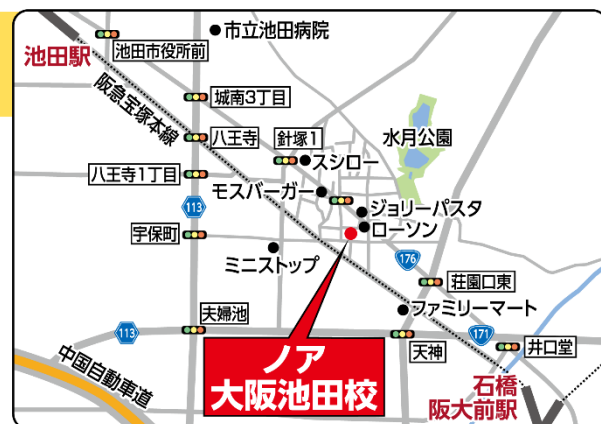 市立池田病院
池田駅
池田市役所前
阪急宝塚本線
城南3丁目
八王寺
針塚1
スシロー
水月公園
八王寺1丁目
モスバーガー
113
ジョリーパスタ
ローソン
宇保町
ミニストップ
176
荘園口東
ファミリーマート
夫婦池
113
171
天神
井口堂
中国自動車道
ノア
大阪池田校
石橋
阪大前駅